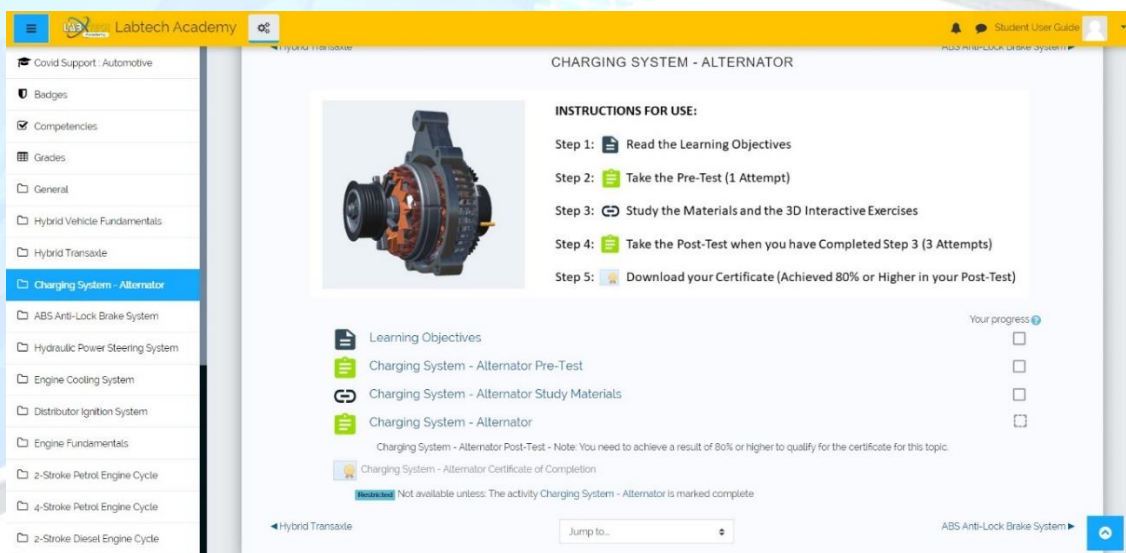 Labtech Academy
Student User Guide
Covid Support : Automotive
Badges
Competencies
Grades
General
Hybrid Vehicle Fundamentals
Hybrid Transaxle
Charging System - Alternator
ABS Anti-Lock Brake System
Hydraulic Power Steering System
Engine Cooling System
Distributor Ignition System
Engine Fundamentals
2-Stroke Petrol Engine Cycle
4-Stroke Petrol Engine Cycle
2-Stroke Diesel Engine Cycle
◄Hybrid Transaxle
ABS Anti-Lock Brake System►
CHARGING SYSTEM - ALTERNATOR
INSTRUCTIONS FOR USE:
Step 1: Read the Learning Objectives
Step 2: Take the Pre-Test (1 Attempt)
Step 3: Study the Materials and the 3D Interactive Exercises
Step 4: Take the Post-Test when you have Completed Step 3 (3 Attempts)
Step 5: Download your Certificate (Achieved 80% or Higher in your Post-Test)
Your progress
Learning Objectives
Charging System - Alternator Pre-Test
Charging System - Alternator Study Materials
Charging System - Alternator
Charging System - Alternator Post-Test - Note: You need to achieve a result of 80% or higher to qualify for the certificate for this topic.
Charging System - Alternator Certificate of Completion
Restricted Not available unless: The activity Charging System - Alternator is marked complete
◄Hybrid Transaxle
Jump to...
ABS Anti-Lock Brake System►